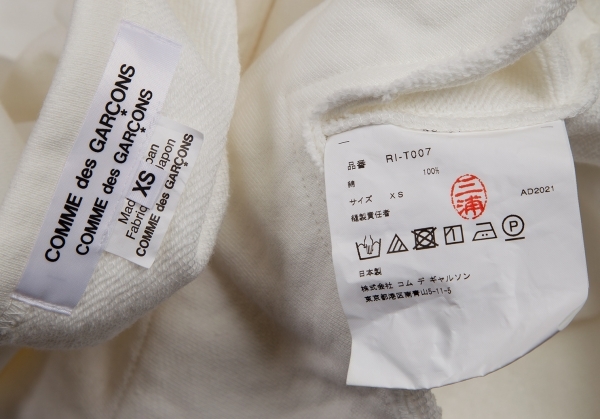 COMME des GARÇONS
COMME des GARÇONS
*
*
XS
Mad
pan
Fabric
Japon
COMME des GARÇONS
品番 RI-T007
綿 100%
サイズ XS
三浦
AD2021
縫製責任者
日本製
株式会社 コム デ ギャルソン
東京都港区南青山5-11-5